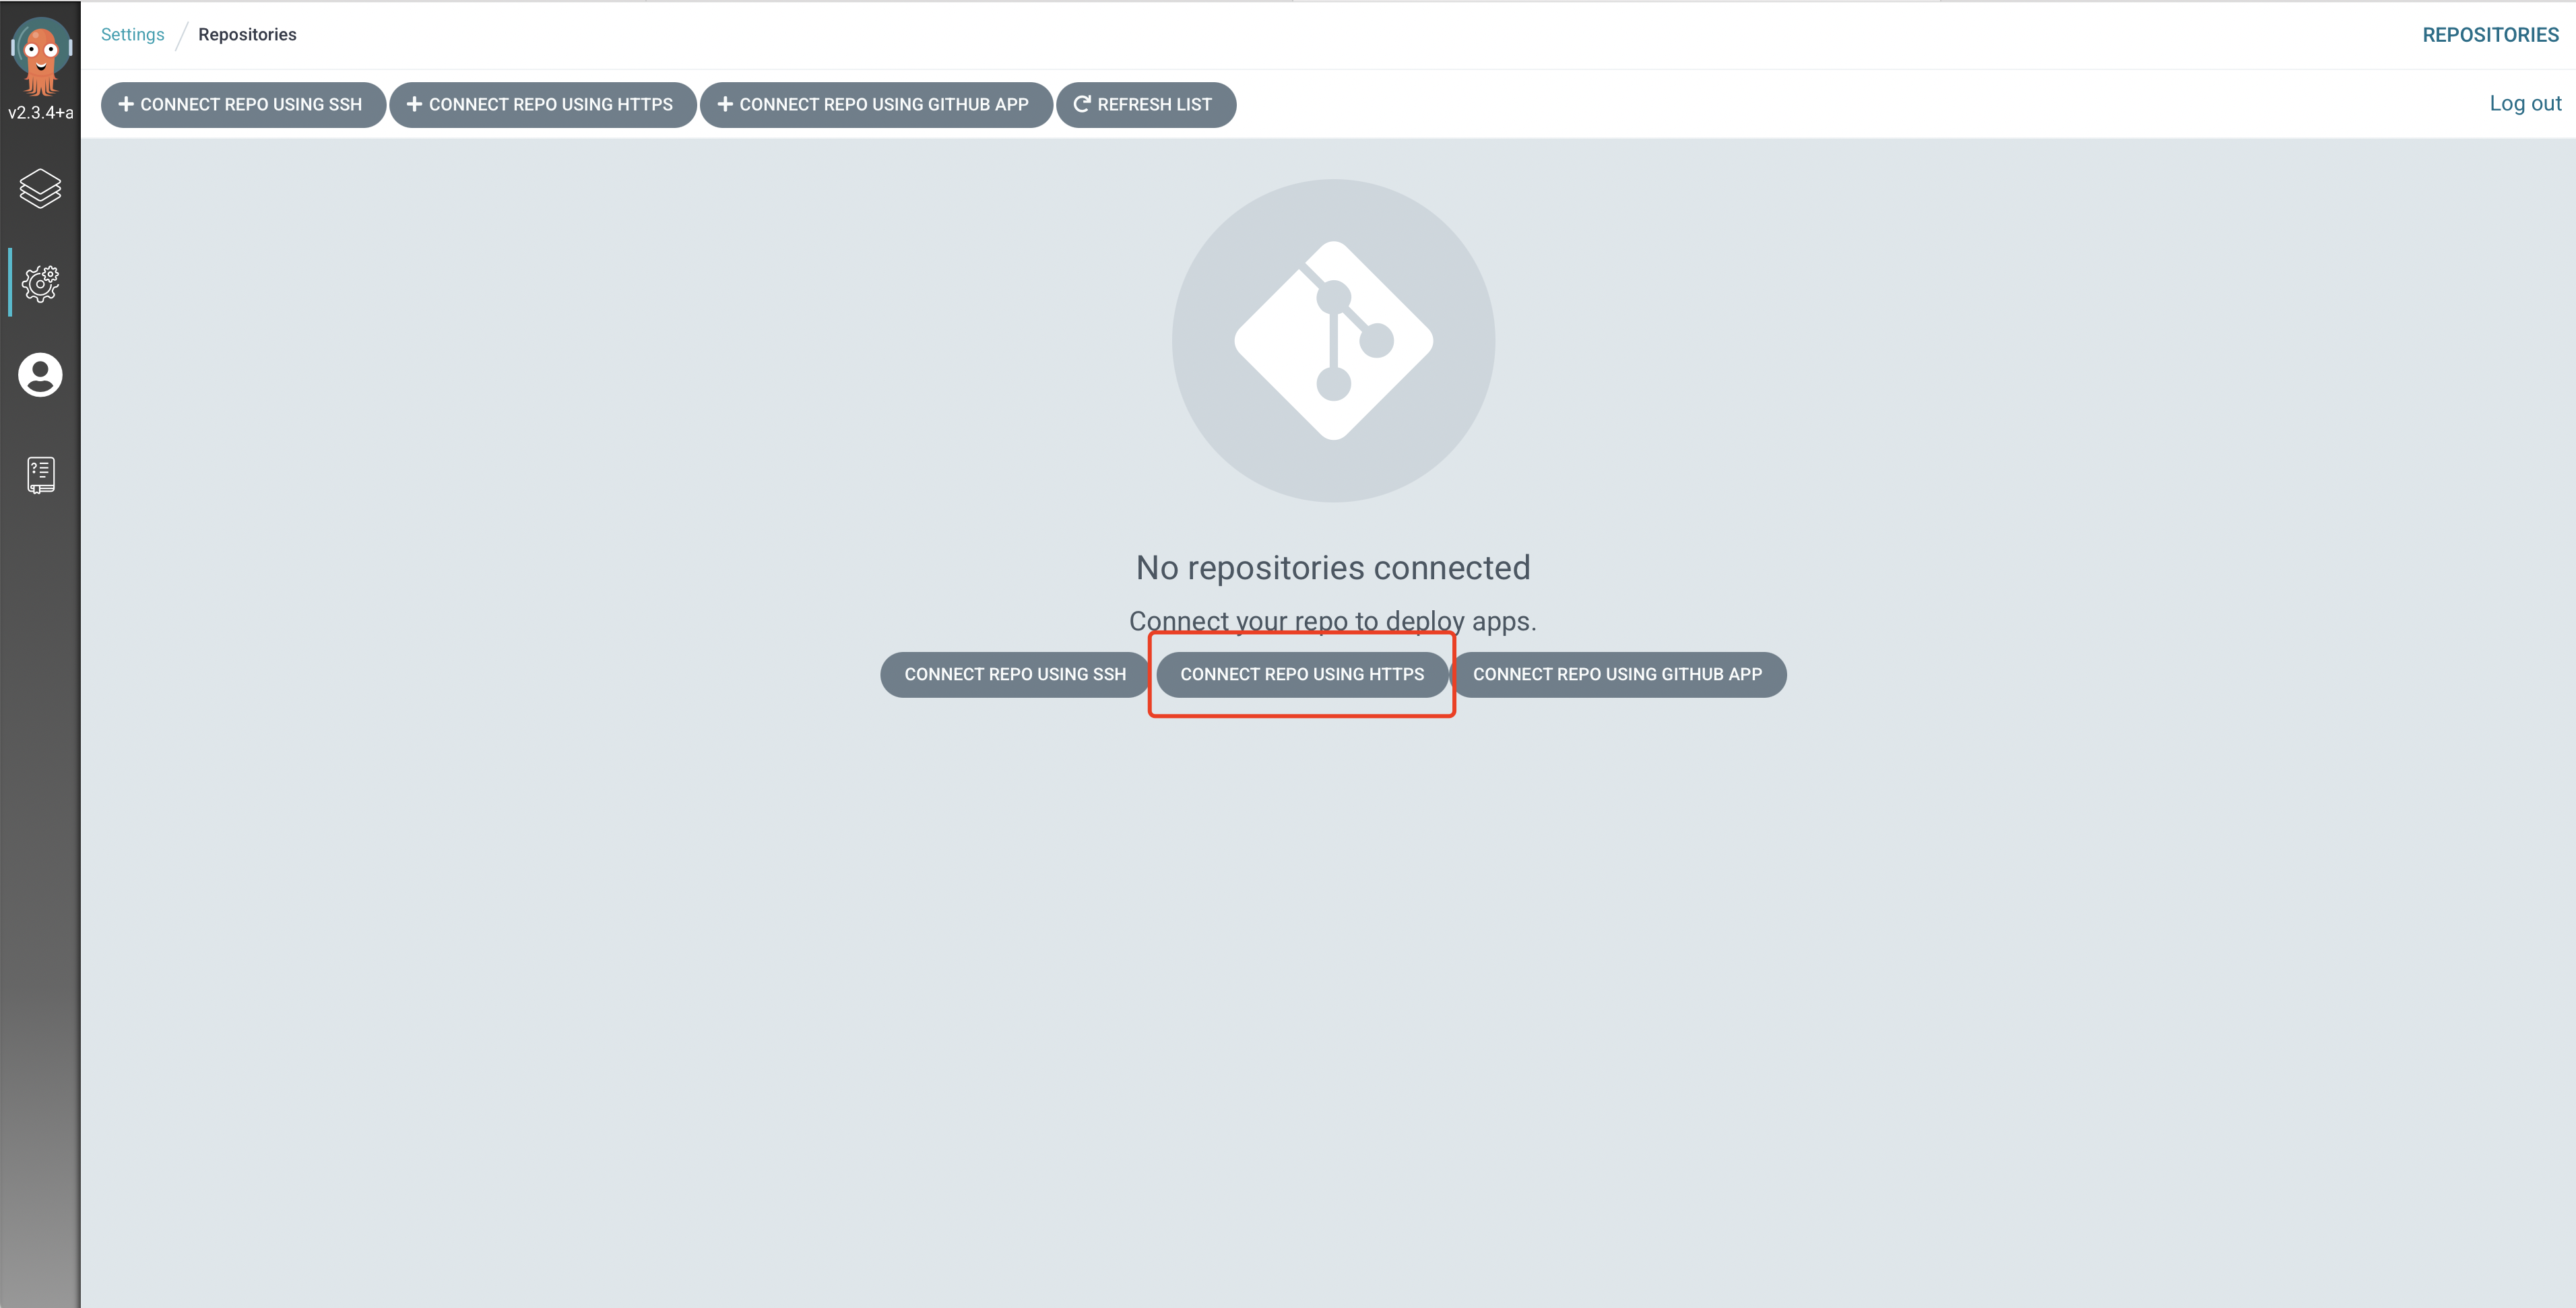 Settings / Repositories
REPOSITORIES
v2.3.4+a
+ CONNECT REPO USING SSH + CONNECT REPO USING HTTPS + CONNECT REPO USING GITHUB APP REFRESH LIST
Log out
No repositories connected
Connect your repo to deploy apps.
CONNECT REPO USING SSH CONNECT REPO USING HTTPS CONNECT REPO USING GITHUB APP